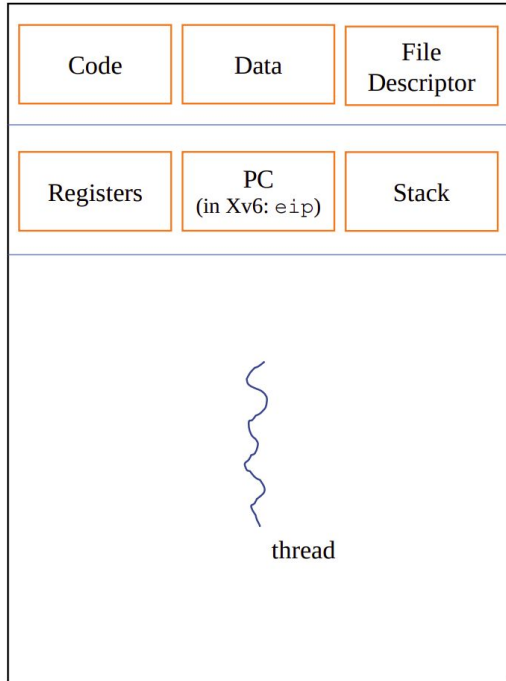 Code
Data
File
Descriptor
Registers
PC
(in Xv6: eip)
Stack
thread